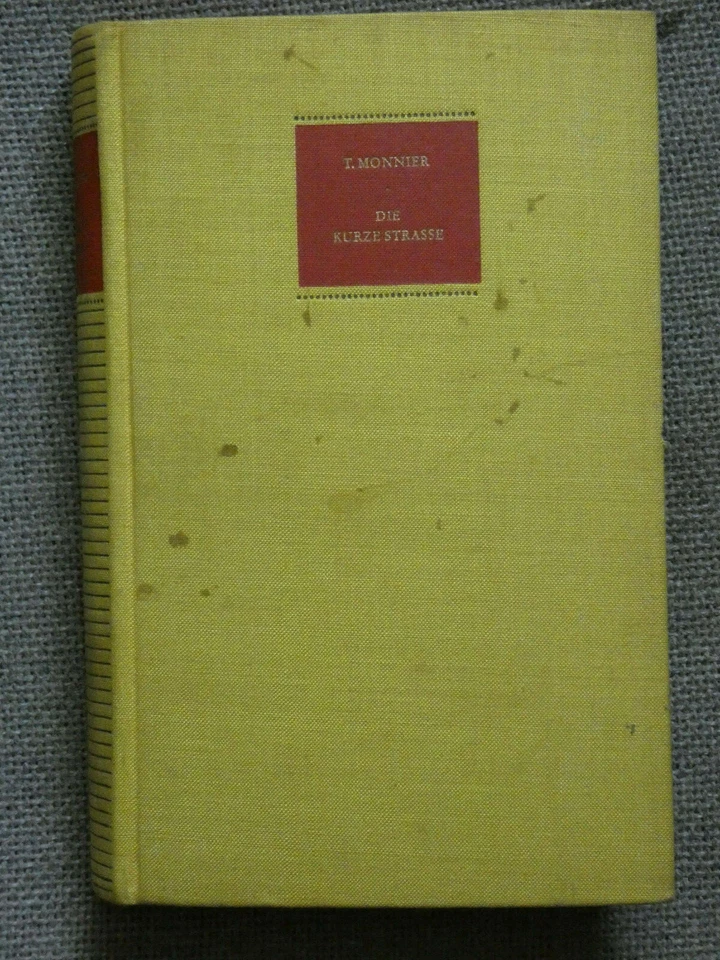 T. MONNIER
DIE
KURZE STRASSE